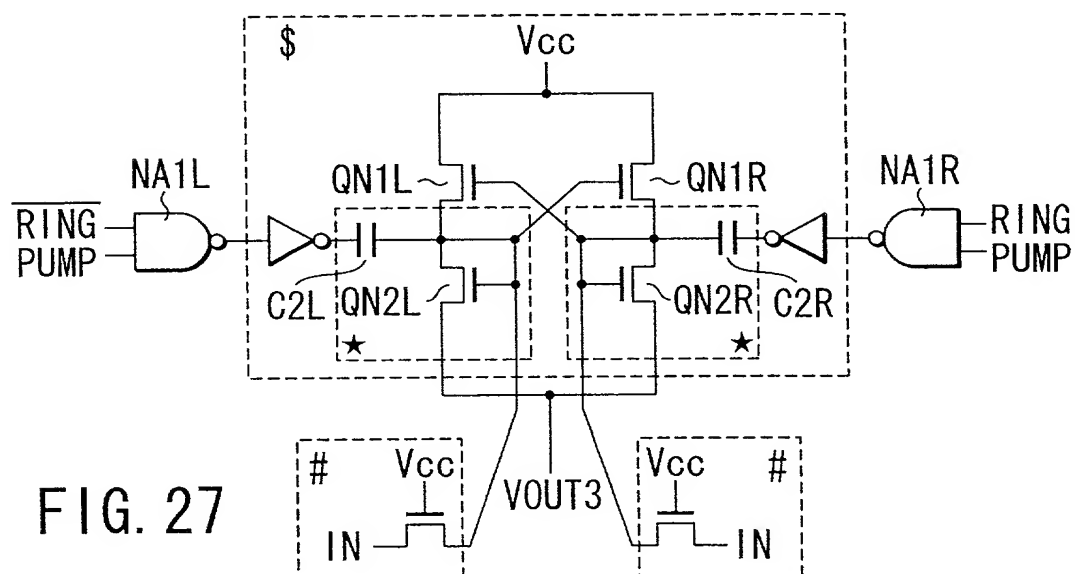 $
Vcc
NA1L
QN1L
QN1R
NA1R
RING
PUMP
RING
PUMP
C2L
QN2L
QN2R
C2R
★
★
#
Vcc
IN
VOUT3
Vcc
#
IN
FIG. 27